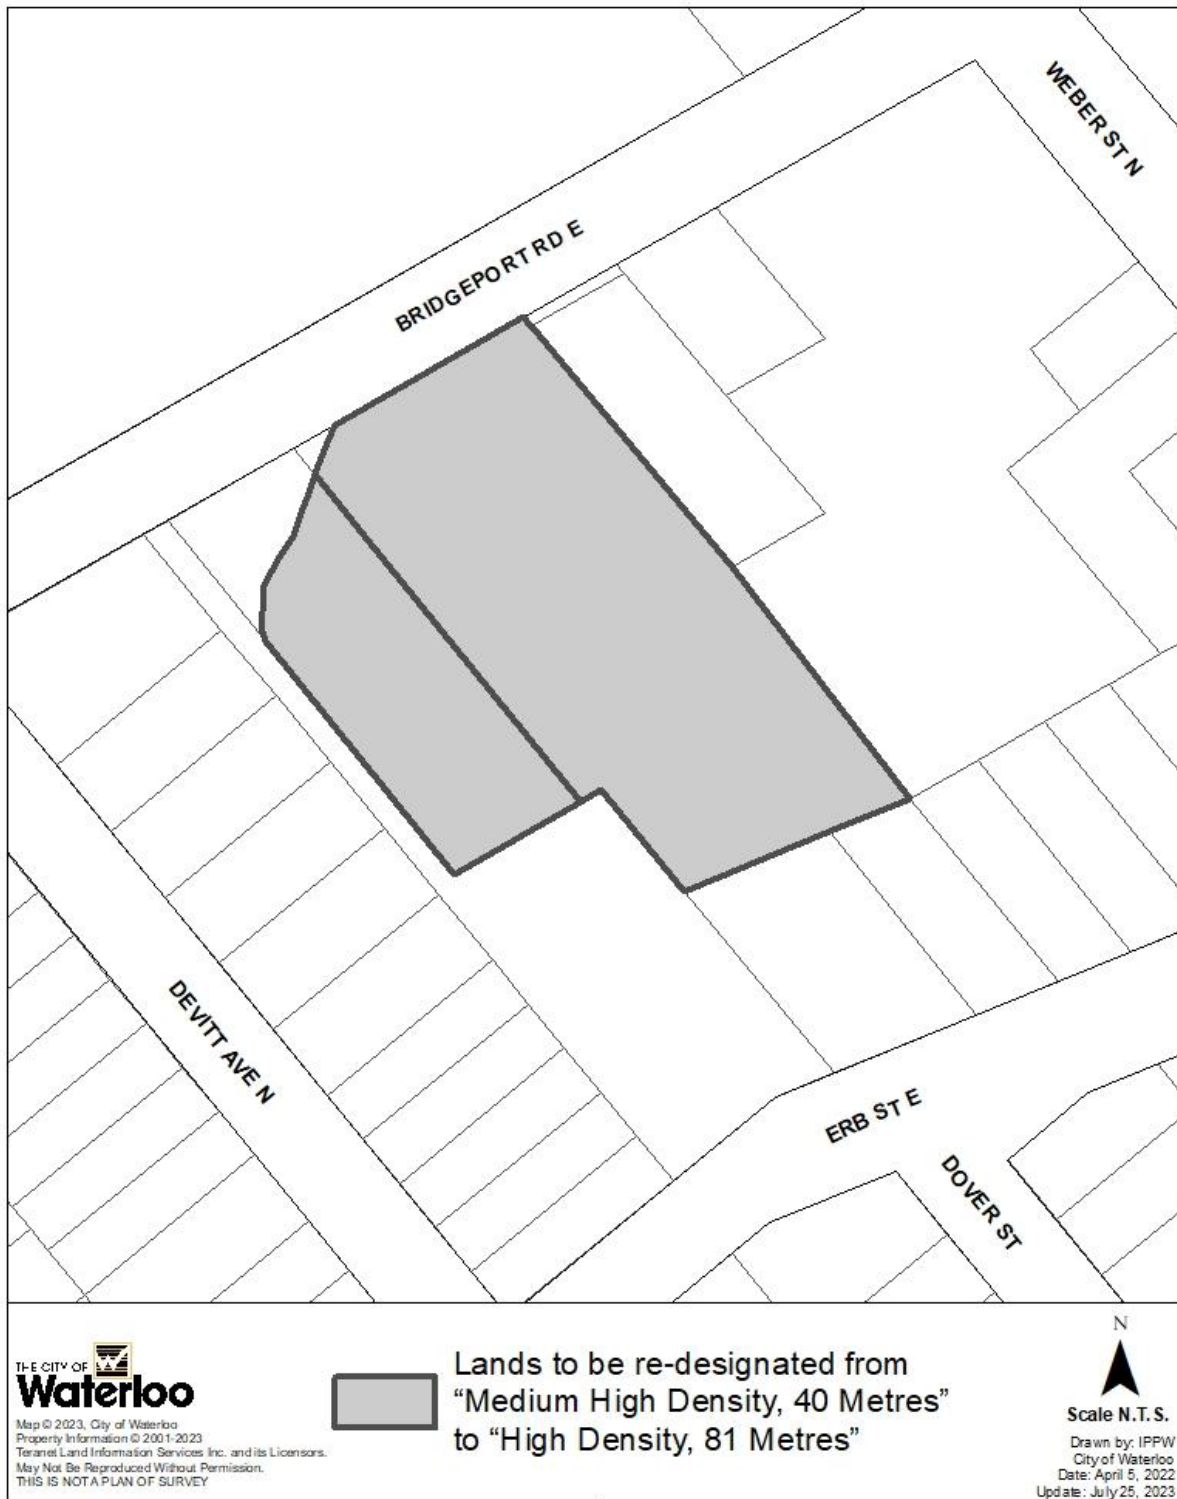 WEBER ST N
BRIDGEPORT RD E
DEVITT AVE N
ERB ST E
DOVER ST
THE CITY OF
Waterloo
Map © 2023, City of Waterloo
Property Information © 2001-2023
Teranet Land Information Services Inc. and its Licensors.
May Not Be Reproduced Without Permission.
THIS IS NOT A PLAN OF SURVEY
Lands to be re-designated from
“Medium High Density, 40 Metres”
to “High Density, 81 Metres”
N
Scale N.T.S.
Drawn by: IPPW
City of Waterloo
Date: April 5, 2022
Update: July 25, 2023